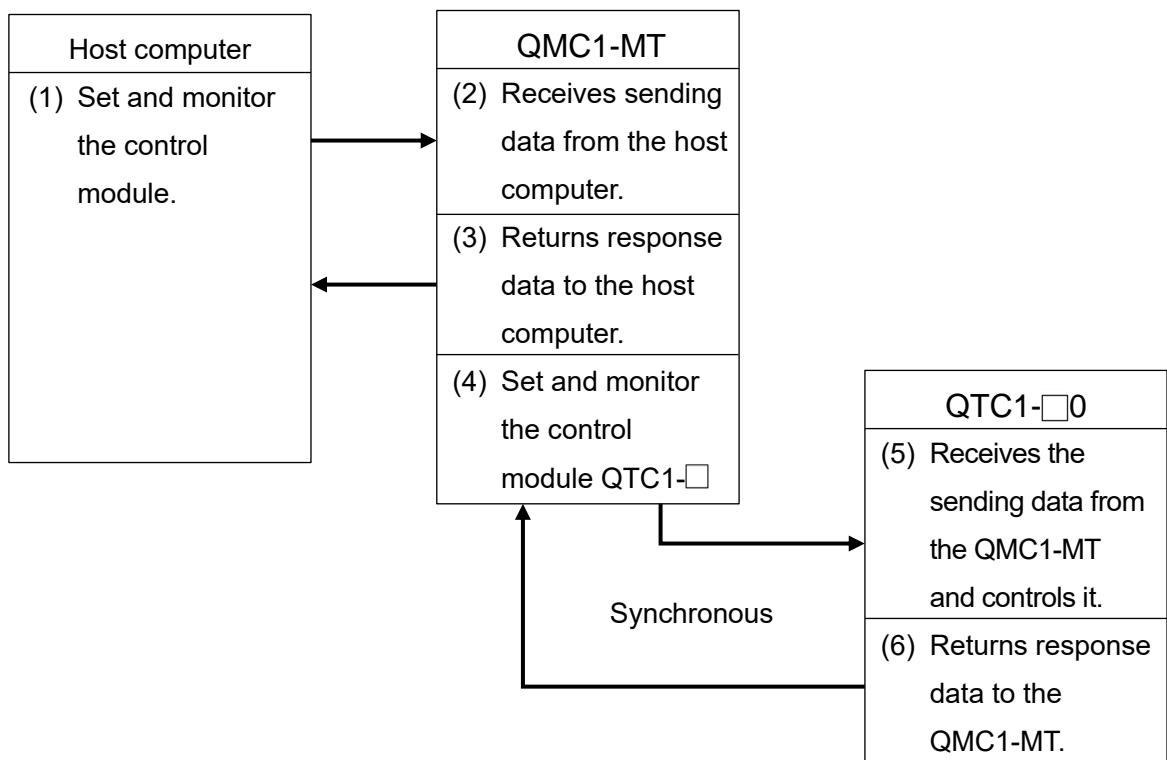 Host computer
(1) Set and monitor
the control
module.
QMC1-MT
(2) Receives sending
data from the host
computer.
(3) Returns response
data to the host
computer.
(4) Set and monitor
the control
module QTC1-□
QTC1-□0
(5) Receives the
sending data from
the QMC1-MT
and controls it.
(6) Returns response
data to the
QMC1-MT.
Synchronous